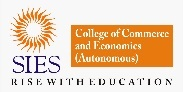 College of Commerce
and Economics
(Autonomous)
SIES
RISE WITH EDUCATION